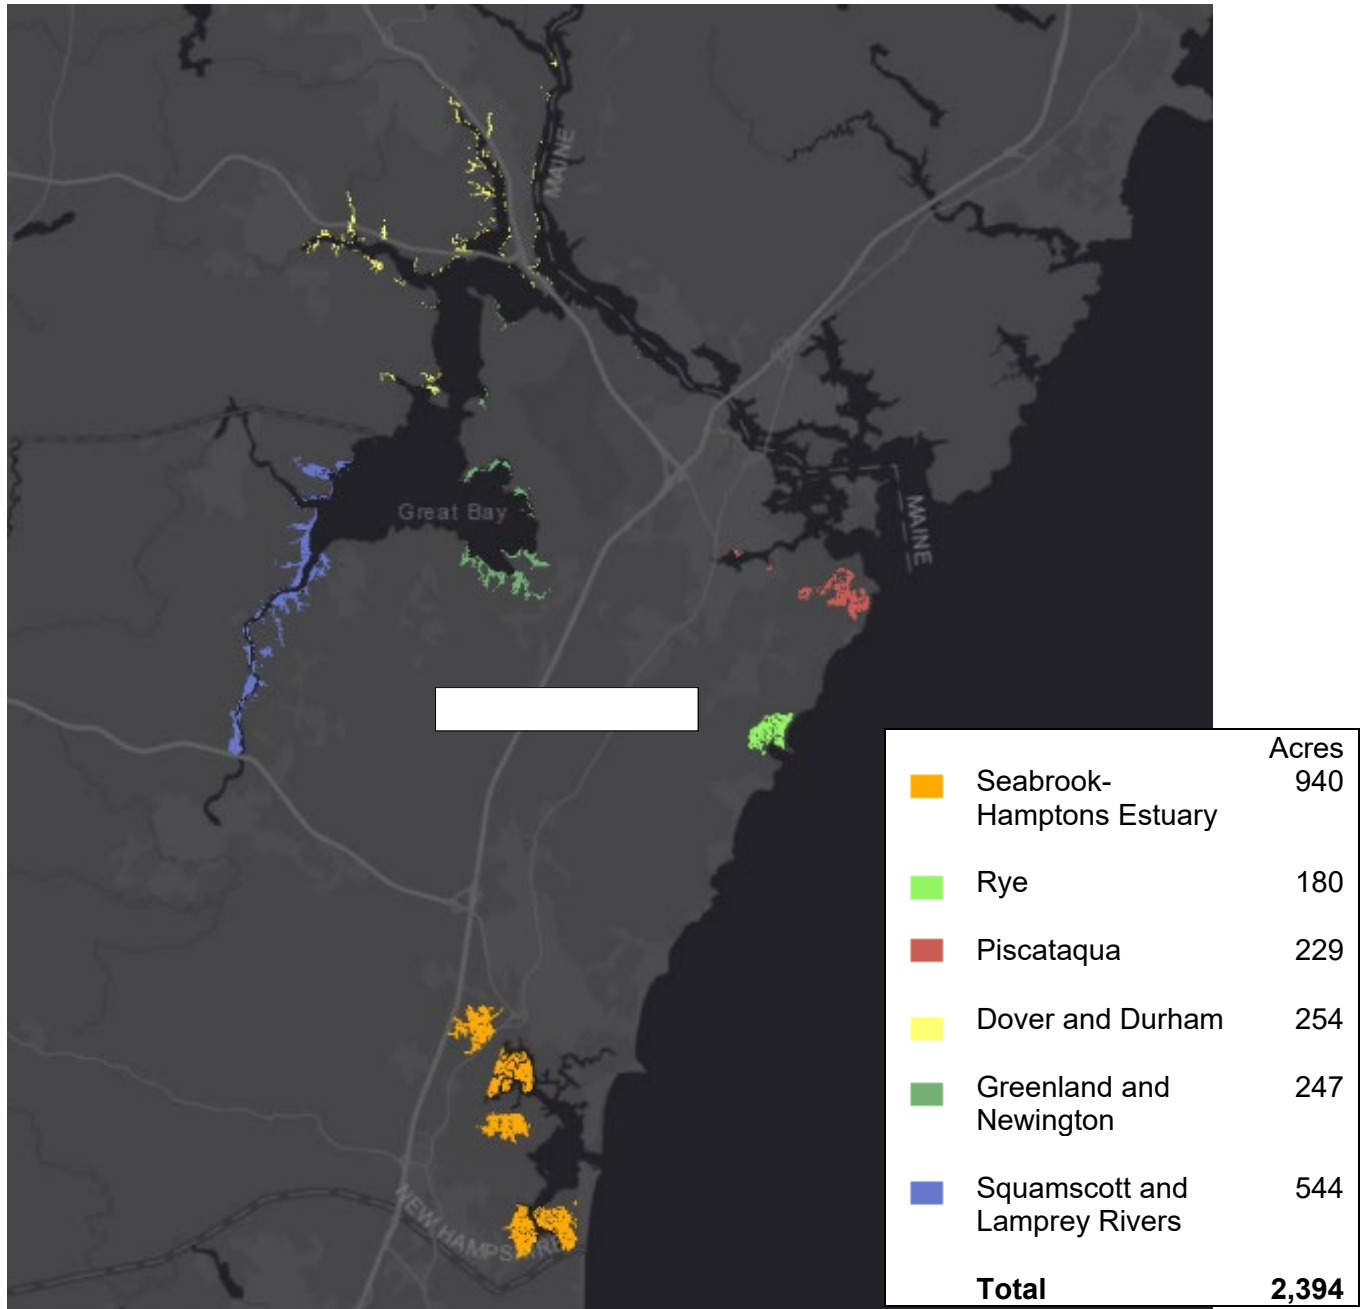 MAINE
Great Bay
MAINE
NEW HAMPSHIRE
Acres
Seabrook- 940
Hamptons Estuary
Rye 180
Piscataqua 229
Dover and Durham 254
Greenland and 247
Newington
Squamscott and 544
Lamprey Rivers
Total 2,394